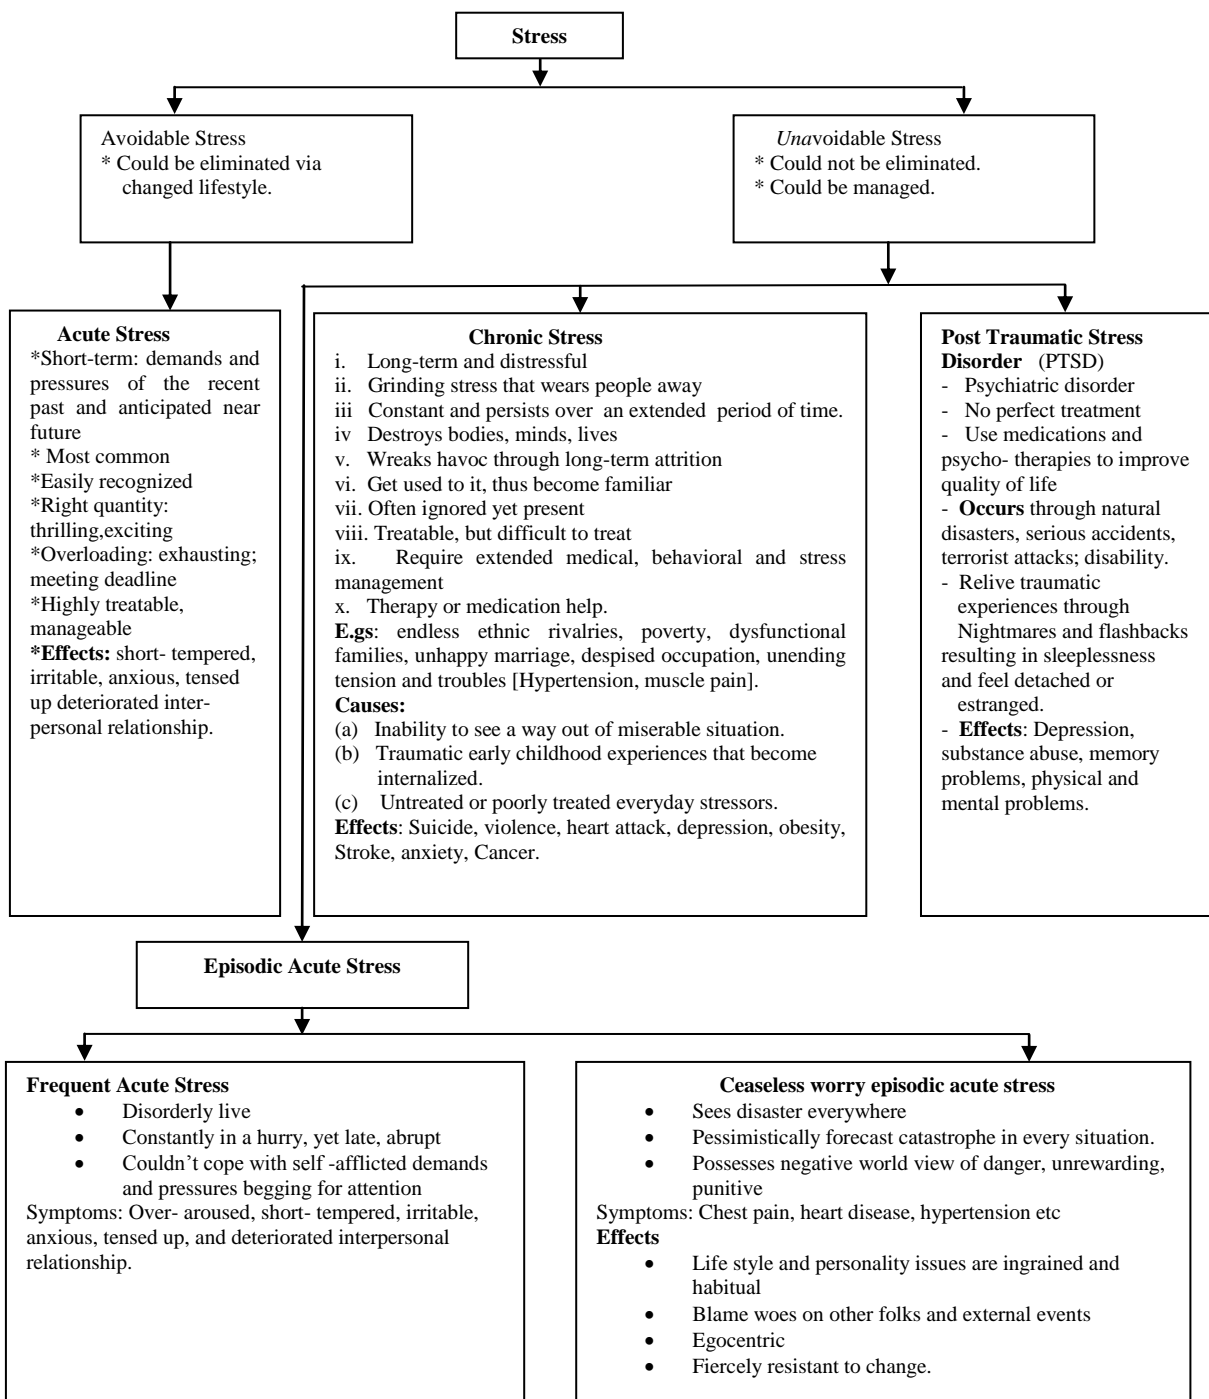 Stress
Avoidable Stress
* Could be eliminated via
changed lifestyle.
Unavoidable Stress
* Could not be eliminated.
* Could be managed.
Acute Stress
*Short-term: demands and
pressures of the recent
past and anticipated near
future
* Most common
*Easily recognized
*Right quantity:
thrilling,exciting
*Overloading: exhausting;
meeting deadline
*Highly treatable,
manageable
*Effects: short- tempered,
irritable, anxious, tensed
up deteriorated inter-
personal relationship.
Chronic Stress
i. Long-term and distressful
ii. Grinding stress that wears people away
iii Constant and persists over an extended period of time.
iv Destroys bodies, minds, lives
v. Wreaks havoc through long-term attrition
vi. Get used to it, thus become familiar
vii. Often ignored yet present
viii. Treatable, but difficult to treat
ix. Require extended medical, behavioral and stress
management
x. Therapy or medication help.
E.gs: endless ethnic rivalries, poverty, dysfunctional
families, unhappy marriage, despised occupation, unending
tension and troubles [Hypertension, muscle pain].
Causes:
(a) Inability to see a way out of miserable situation.
(b) Traumatic early childhood experiences that become
internalized.
(c) Untreated or poorly treated everyday stressors.
Effects: Suicide, violence, heart attack, depression, obesity,
Stroke, anxiety, Cancer.
Post Traumatic Stress
Disorder (PTSD)
- Psychiatric disorder
- No perfect treatment
- Use medications and
psycho- therapies to improve
quality of life
- Occurs through natural
disasters, serious accidents,
terrorist attacks; disability.
- Relive traumatic
experiences through
Nightmares and flashbacks
resulting in sleeplessness
and feel detached or
estranged.
- Effects: Depression,
substance abuse, memory
problems, physical and
mental problems.
Episodic Acute Stress
Frequent Acute Stress
• Disorderly live
• Constantly in a hurry, yet late, abrupt
• Couldn't cope with self -afflicted demands
and pressures begging for attention
Symptoms: Over- aroused, short- tempered, irritable,
anxious, tensed up, and deteriorated interpersonal
relationship.
Ceaseless worry episodic acute stress
• Sees disaster everywhere
• Pessimistically forecast catastrophe in every situation.
• Possesses negative world view of danger, unrewarding,
punitive
Symptoms: Chest pain, heart disease, hypertension etc
Effects
• Life style and personality issues are ingrained and
habitual
• Blame woes on other folks and external events
• Egocentric
• Fiercely resistant to change.